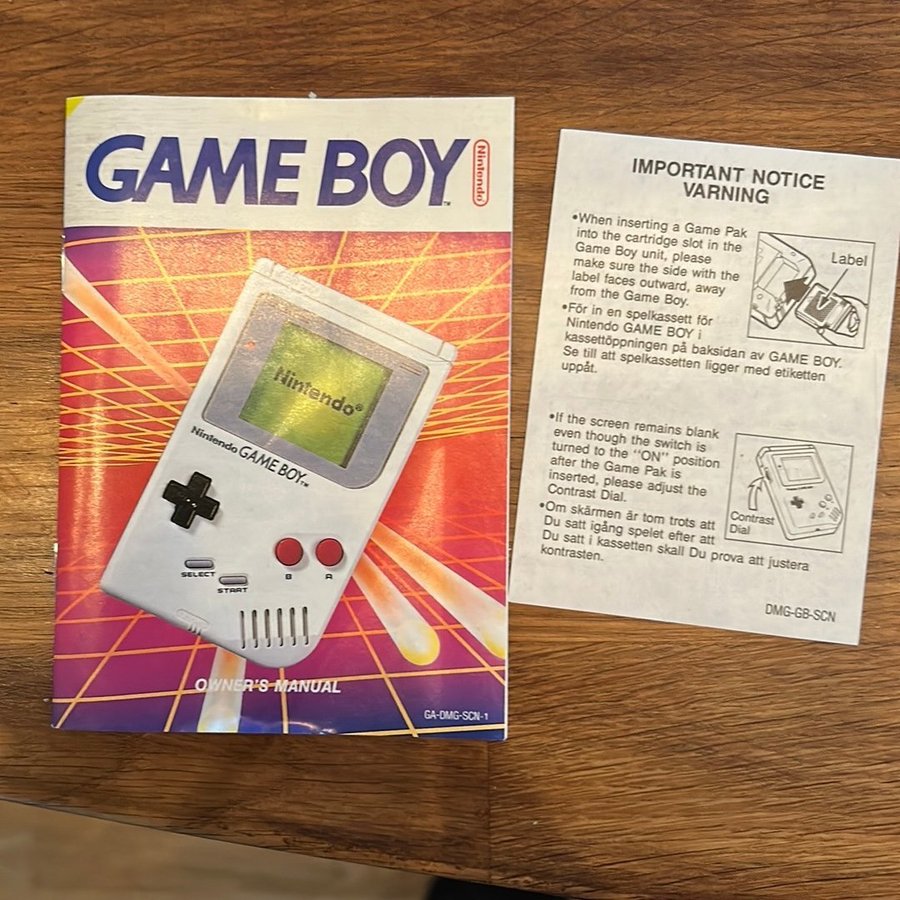 GAME BOY
TM
Nintendo
Nintendo®
Nintendo GAME BOY™
SELECT
START
B
A
OWNER'S MANUAL
GA-DMG-SCN-1
IMPORTANT NOTICE
VARNING
•When inserting a Game Pak
into the cartridge slot in the
Game Boy unit, please
make sure the side with the
label faces outward, away
from the Game Boy.
Label
•För in en spelkassett för
Nintendo GAME BOY i
kassettöppningen på baksidan av GAME BOY.
Se till att spelkassetten ligger med etiketten
uppåt.
•If the screen remains blank
even though the switch is
turned to the "ON" position
after the Game Pak is
inserted, please adjust the
Contrast Dial.
Contrast
Dial
•Om skärmen är tom trots att
Du satt igång spelet efter att
Du satt i kassetten skall Du prova att justera
kontrasten.
DMG-GB-SCN